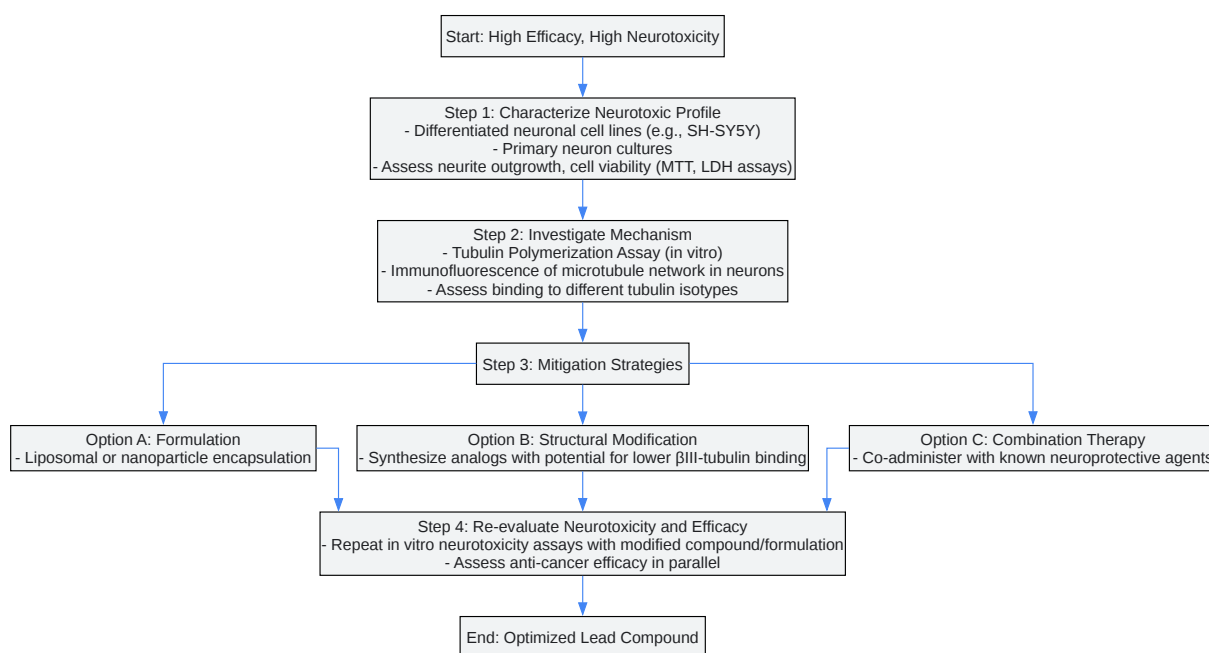 Start: High Efficacy, High Neurotoxicity
Step 1: Characterize Neurotoxic Profile
- Differentiated neuronal cell lines (e.g., SH-SY5Y)
- Primary neuron cultures
- Assess neurite outgrowth, cell viability (MTT, LDH assays)
Step 2: Investigate Mechanism
- Tubulin Polymerization Assay (in vitro)
- Immunofluorescence of microtubule network in neurons
- Assess binding to different tubulin isotypes
Step 3: Mitigation Strategies
Option A: Formulation
- Liposomal or nanoparticle encapsulation
Option B: Structural Modification
- Synthesize analogs with potential for lower βIII-tubulin binding
Option C: Combination Therapy
- Co-administer with known neuroprotective agents
Step 4: Re-evaluate Neurotoxicity and Efficacy
- Repeat in vitro neurotoxicity assays with modified compound/formulation
- Assess anti-cancer efficacy in parallel
End: Optimized Lead Compound